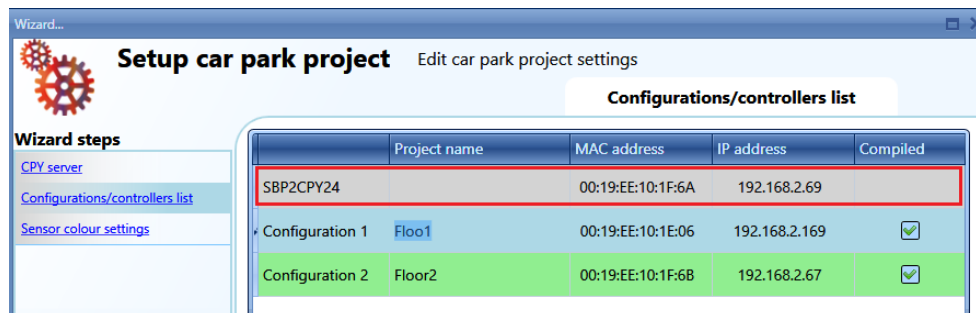 Wizard...
Setup car park project Edit car park project settings
Configurations/controllers list
Wizard steps
CPY server
Configurations/controllers list
Sensor colour settings
Project name MAC address IP address Compiled
SBP2CPY24 00:19:EE:10:1F:6A 192.168.2.69
Configuration 1 Floo1 00:19:EE:10:1E:06 192.168.2.169
Configuration 2 Floor2 00:19:EE:10:1F:6B 192.168.2.67